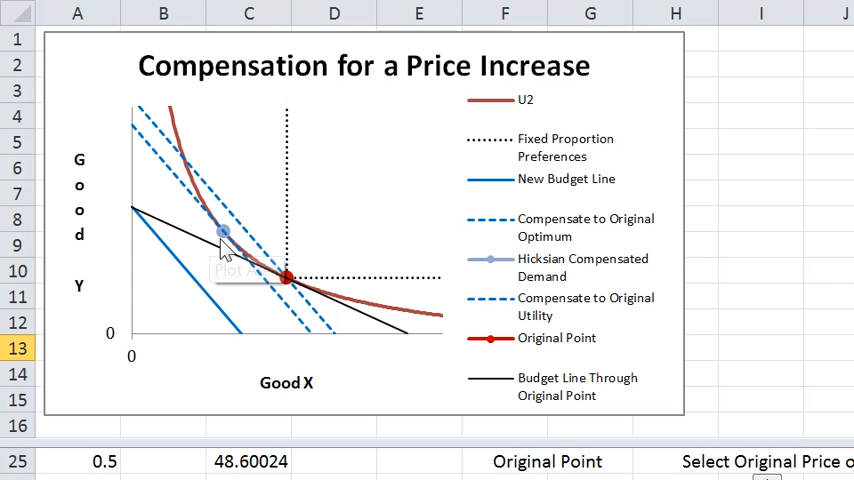 A B C D E F G H I J
1
2
3
4
5
6
7
8
9
10
11
12
13
14
15
16
25
Compensation for a Price Increase
G
o
o
d
Y
0
0
Good X
Plot A
U2
Fixed Proportion
Preferences
New Budget Line
Compensate to Original
Optimum
Hicksian Compensated
Demand
Compensate to Original
Utility
Original Point
Budget Line Through
Original Point
0.5 48.60024 Original Point Select Original Price o